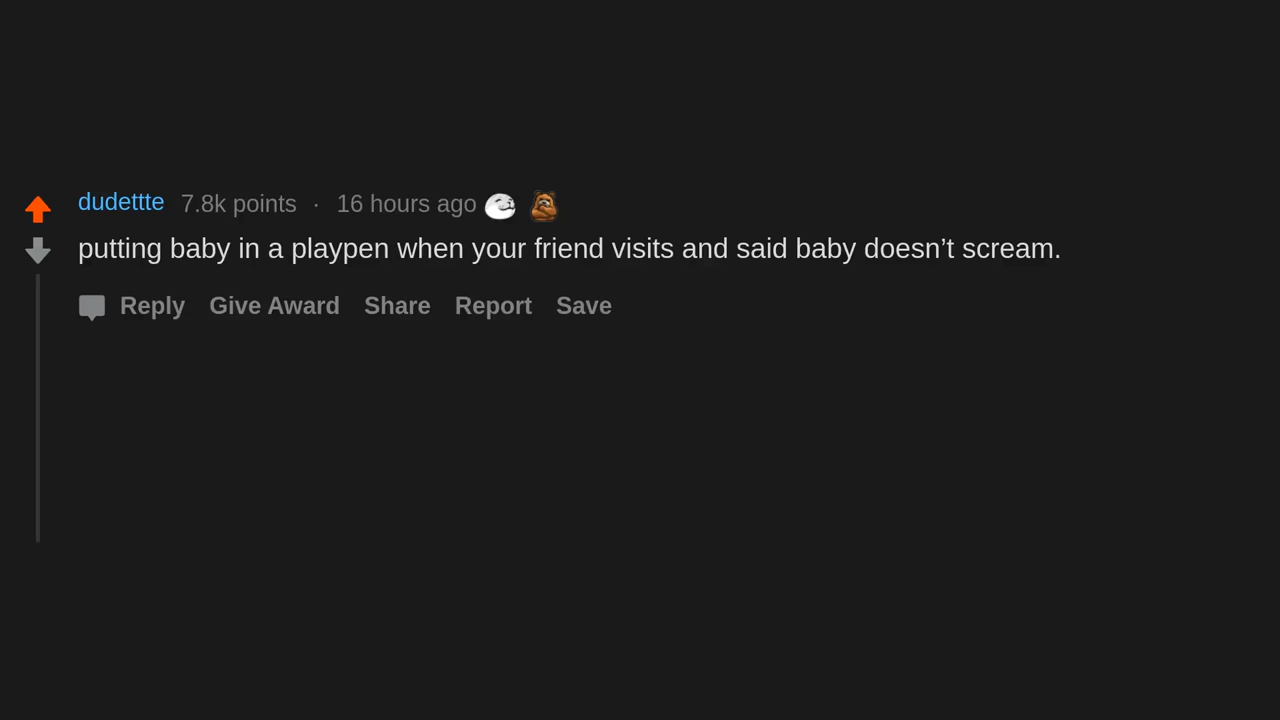 dudettte 7.8k points · 16 hours ago
putting baby in a playpen when your friend visits and said baby doesn’t scream.
Reply Give Award Share Report Save